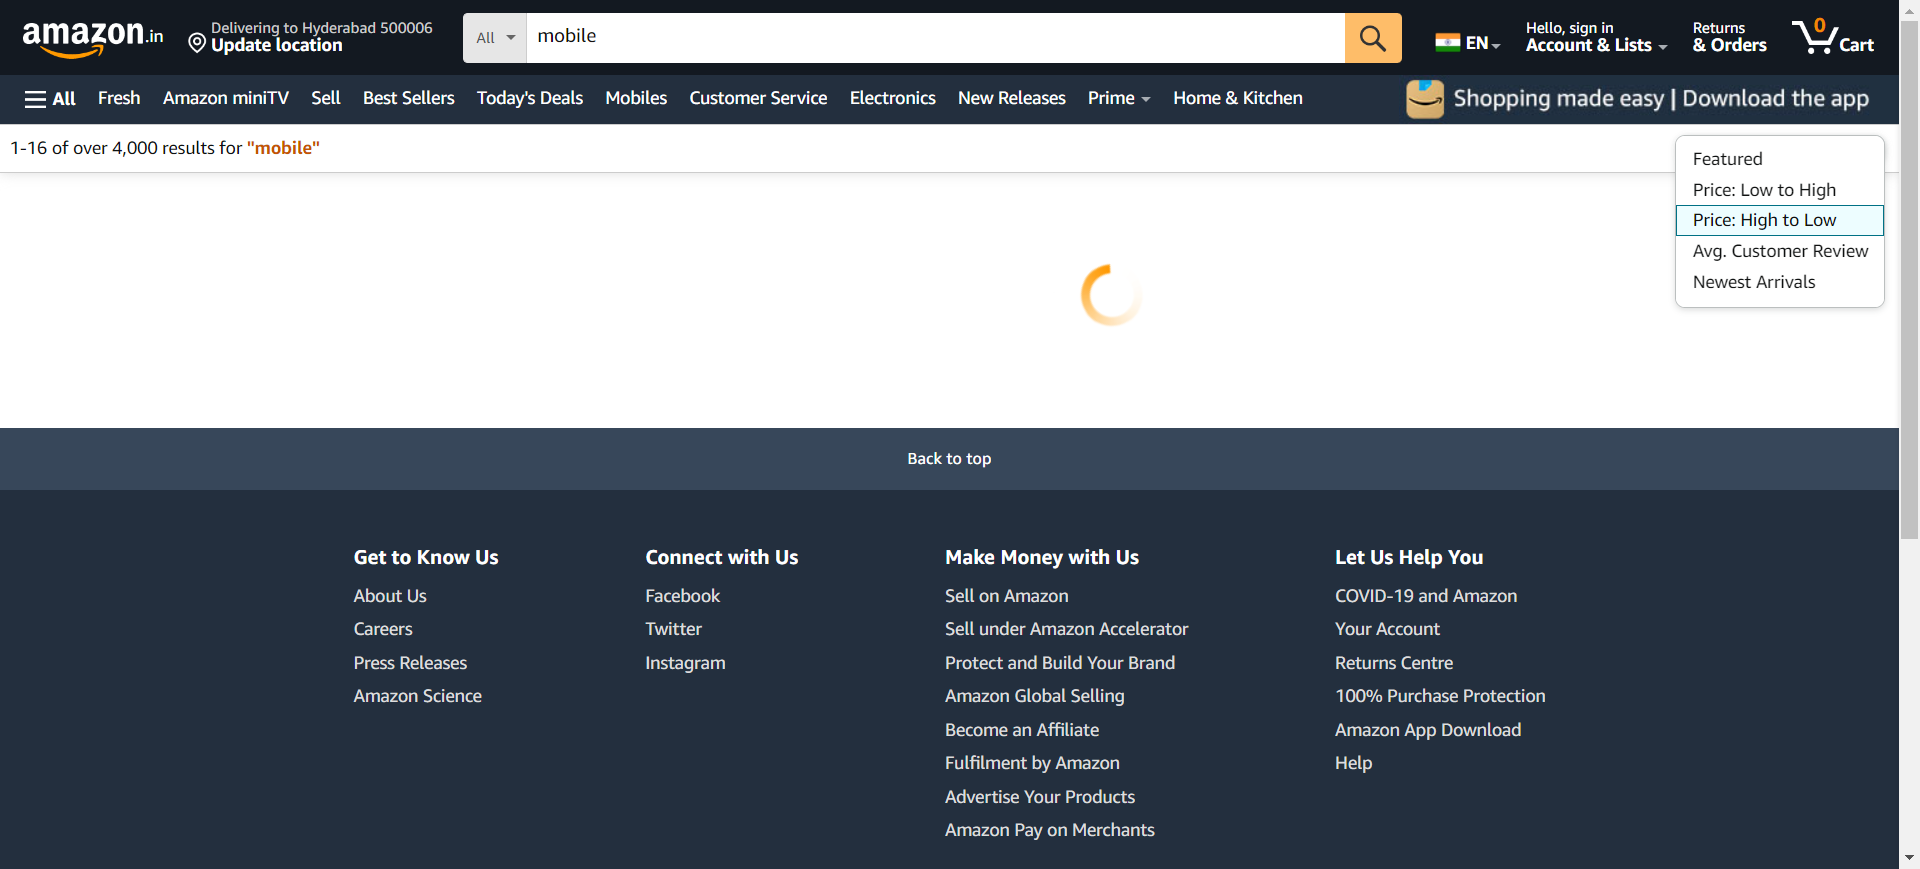 amazon.in
Delivering to Hyderabad 500006
Update location
All
mobile
EN
Hello, sign in
Account & Lists
Returns
& Orders
0
Cart
All
Fresh
Amazon miniTV
Sell
Best Sellers
Today's Deals
Mobiles
Customer Service
Electronics
New Releases
Prime
Home & Kitchen
Shopping made easy | Download the app
1-16 of over 4,000 results for "mobile"
Featured
Price: Low to High
Price: High to Low
Avg. Customer Review
Newest Arrivals
Back to top
Get to Know Us
About Us
Careers
Press Releases
Amazon Science
Connect with Us
Facebook
Twitter
Instagram
Make Money with Us
Sell on Amazon
Sell under Amazon Accelerator
Protect and Build Your Brand
Amazon Global Selling
Become an Affiliate
Fulfilment by Amazon
Advertise Your Products
Amazon Pay on Merchants
Let Us Help You
COVID-19 and Amazon
Your Account
Returns Centre
100% Purchase Protection
Amazon App Download
Help